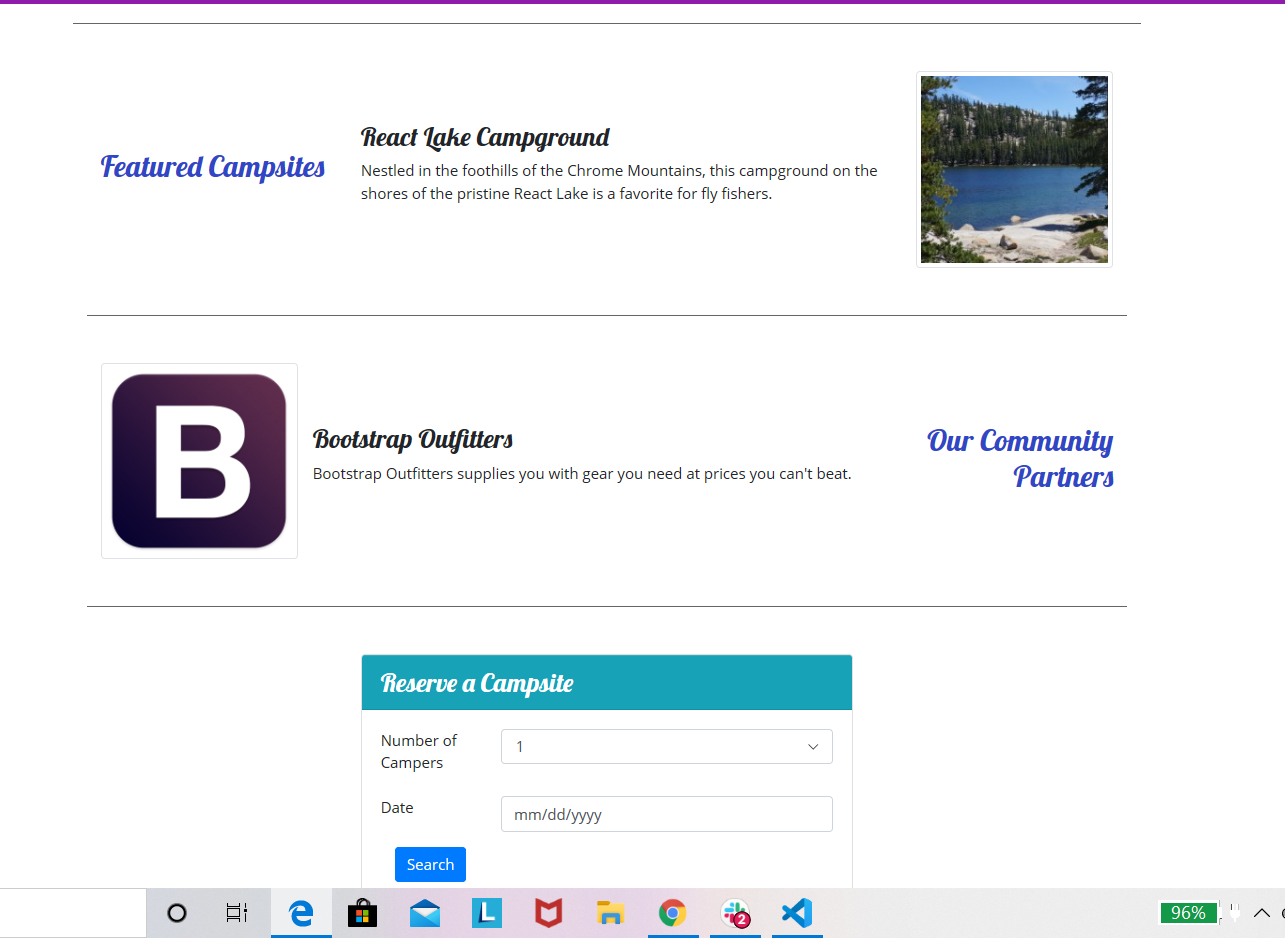 Featured Campsites
React Lake Campground
Nestled in the foothills of the Chrome Mountains, this campground on the
shores of the pristine React Lake is a favorite for fly fishers.
B
Bootstrap Outfitters
Bootstrap Outfitters supplies you with gear you need at prices you can't beat.
Our Community
Partners
Reserve a Campsite
Number of
Campers
1
Date
mm/dd/yyyy
Search
L
2
96%